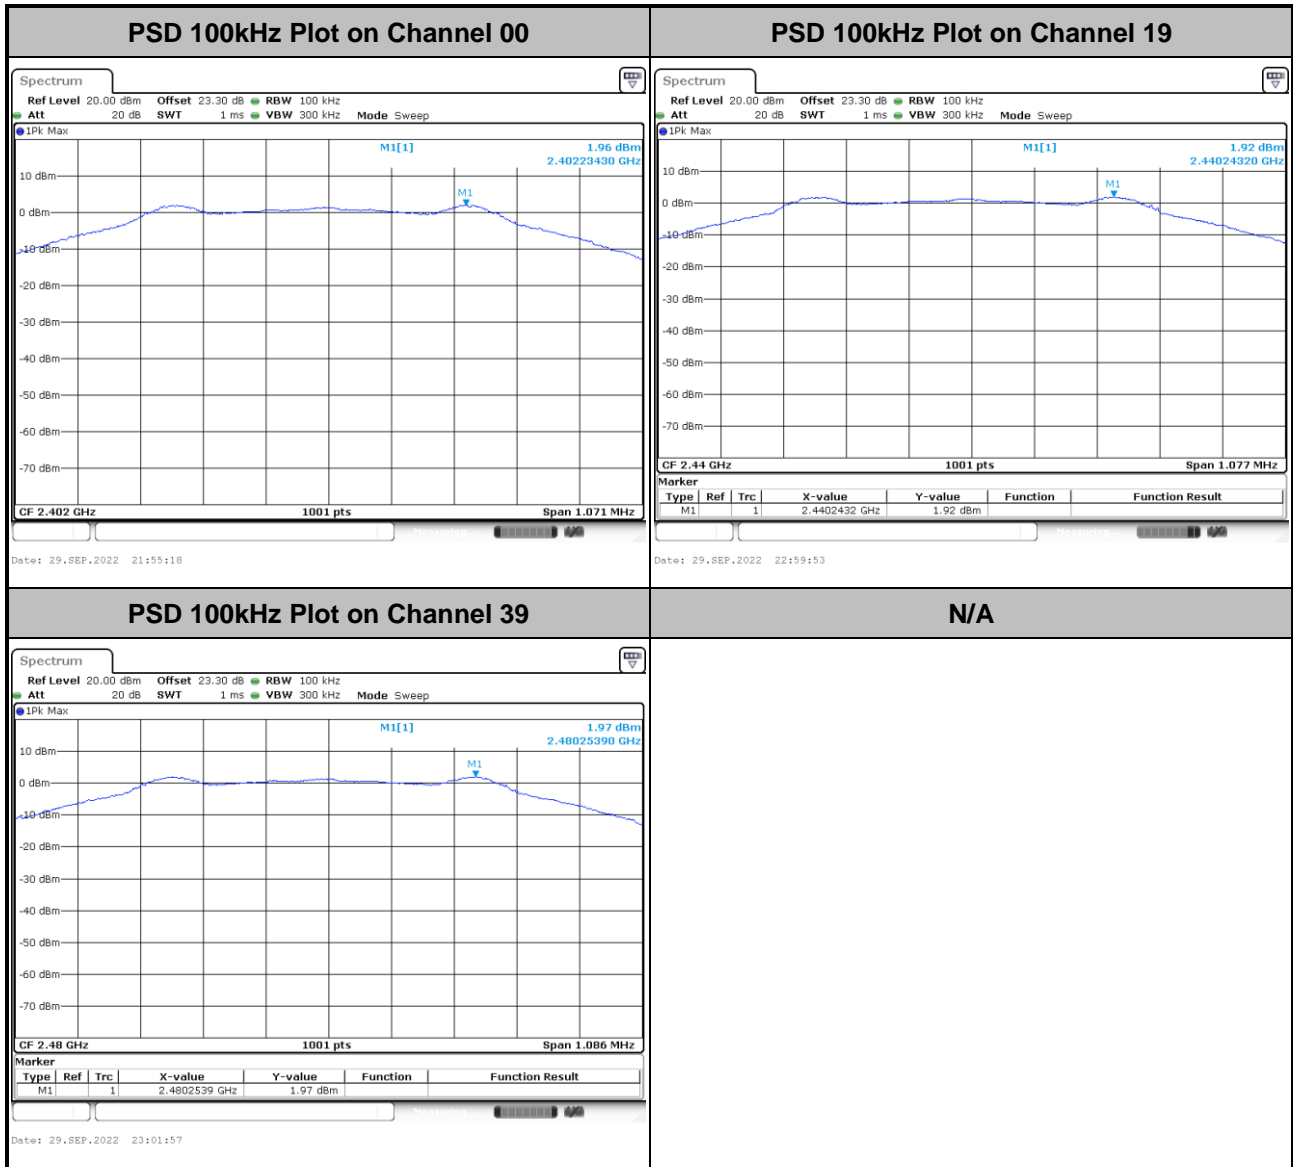 PSD 100kHz Plot on Channel 00
Spectrum
Ref Level 20.00 dBm Offset 23.30 dB RBW 100 kHz
Att 20 dB SWT 1 ms VBW 300 kHz Mode Sweep
1Pk Max
M1[1] 1.96 dBm
2.40223430 GHz
M1
10 dBm
0 dBm
-10 dBm
-20 dBm
-30 dBm
-40 dBm
-50 dBm
-60 dBm
-70 dBm
CF 2.402 GHz 1001 pts Span 1.071 MHz
Date: 29.SEP.2022 21:55:18
PSD 100kHz Plot on Channel 19
Spectrum
Ref Level 20.00 dBm Offset 23.30 dB RBW 100 kHz
Att 20 dB SWT 1 ms VBW 300 kHz Mode Sweep
1Pk Max
M1[1] 1.92 dBm
2.44024320 GHz
10 dBm
M1
0 dBm
-10 dBm
-20 dBm
-30 dBm
-40 dBm
-50 dBm
-60 dBm
-70 dBm
CF 2.44 GHz 1001 pts Span 1.077 MHz
Marker
Type Ref Trc X-value Y-value Function Function Result
M1 1 2.4402432 GHz 1.92 dBm
Measuring...
Date: 29.SEP.2022 22:59:53
PSD 100kHz Plot on Channel 39
Spectrum
Ref Level 20.00 dBm Offset 23.30 dB RBW 100 kHz
Att 20 dB SWT 1 ms VBW 300 kHz Mode Sweep
1Pk Max
M1[1] 1.97 dBm
2.48025390 GHz
10 dBm
M1
0 dBm
-10 dBm
-20 dBm
-30 dBm
-40 dBm
-50 dBm
-60 dBm
-70 dBm
CF 2.48 GHz 1001 pts Span 1.086 MHz
Marker
Type Ref Trc X-value Y-value Function Function Result
M1 1 2.4802539 GHz 1.97 dBm
Measuring...
Date: 29.SEP.2022 23:01:57
N/A